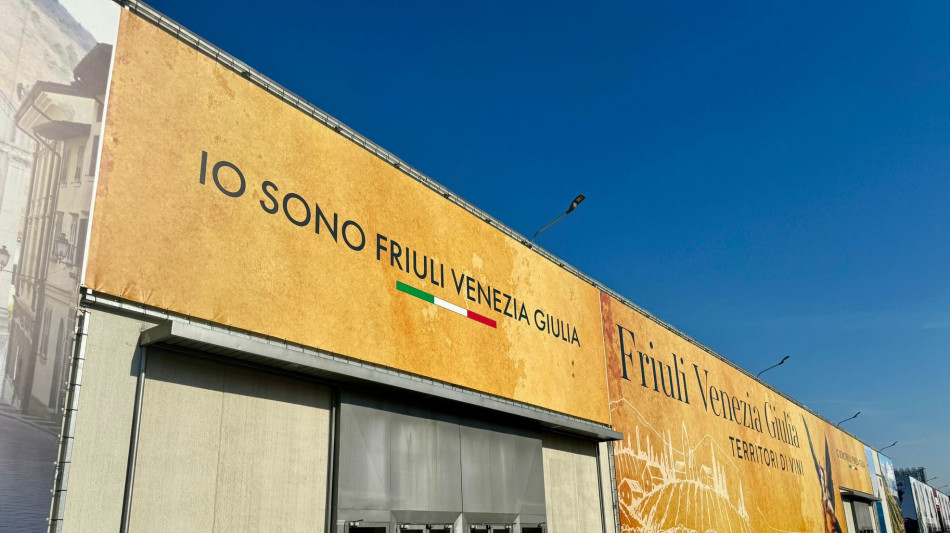 IO SONO FRIULI VENEZIA GIULIA
Friuli Venezia Giulia
TERRITORI DI VINI